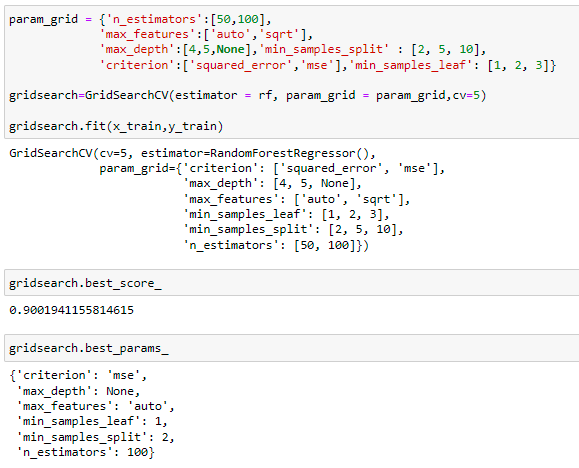 param_grid = {'n_estimators':[50,100],
'max_features':['auto','sqrt'],
'max_depth':[4,5,None],'min_samples_split' : [2, 5, 10],
'criterion':['squared_error','mse'],'min_samples_leaf': [1, 2, 3]}
gridsearch=GridSearchCV(estimator = rf, param_grid = param_grid,cv=5)
gridsearch.fit(x_train,y_train)
GridSearchCV(cv=5, estimator=RandomForestRegressor(),
param_grid={'criterion': ['squared_error', 'mse'],
'max_depth': [4, 5, None],
'max_features': ['auto', 'sqrt'],
'min_samples_leaf': [1, 2, 3],
'min_samples_split': [2, 5, 10],
'n_estimators': [50, 100]})
gridsearch.best_score_
0.9001941155814615
gridsearch.best_params_
{'criterion': 'mse',
'max_depth': None,
'max_features': 'auto',
'min_samples_leaf': 1,
'min_samples_split': 2,
'n_estimators': 100}